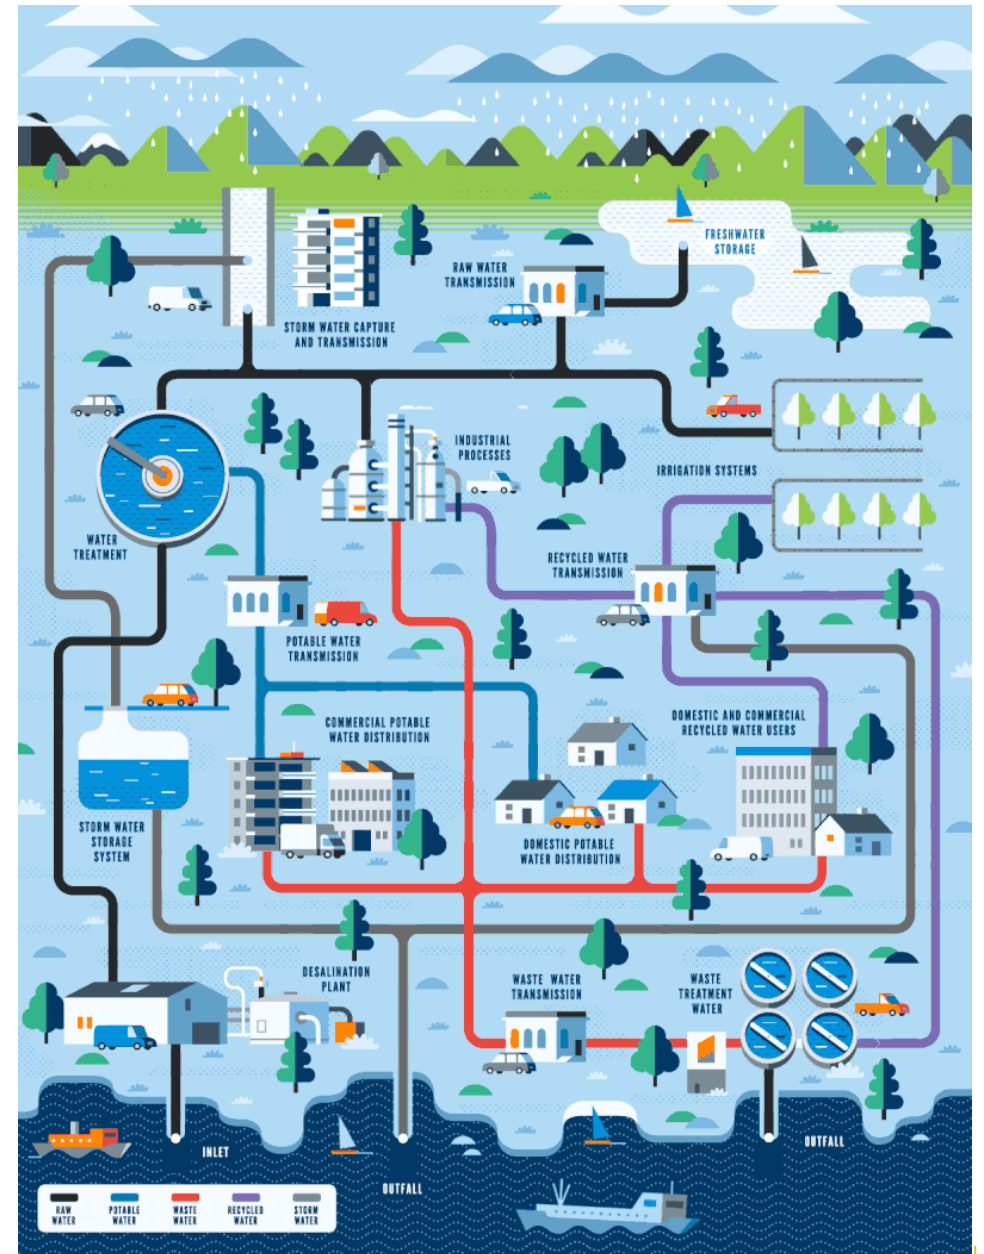 FRESHWATER
STORAGE
RAW WATER
TRANSMISSION
STORM WATER CAPTURE
AND TRANSMISSION
INDUSTRIAL
PROCESSES
IRRIGATION SYSTEMS
WATER
TREATMENT
RECYCLED WATER
TRANSMISSION
POTABLE WATER
TRANSMISSION
COMMERCIAL POTABLE
WATER DISTRIBUTION
DOMESTIC AND COMMERCIAL
RECYCLED WATER USERS
STORM WATER
STORAGE
SYSTEM
DOMESTIC POTABLE
WATER DISTRIBUTION
DESALINATION
PLANT
WASTE WATER
TRANSMISSION
WASTE
TREATMENT
WATER
INLET
OUTFALL
OUTFALL
RAW
WATER
POTABLE
WATER
WASTE
WATER
RECYCLED
WATER
STORM
WATER